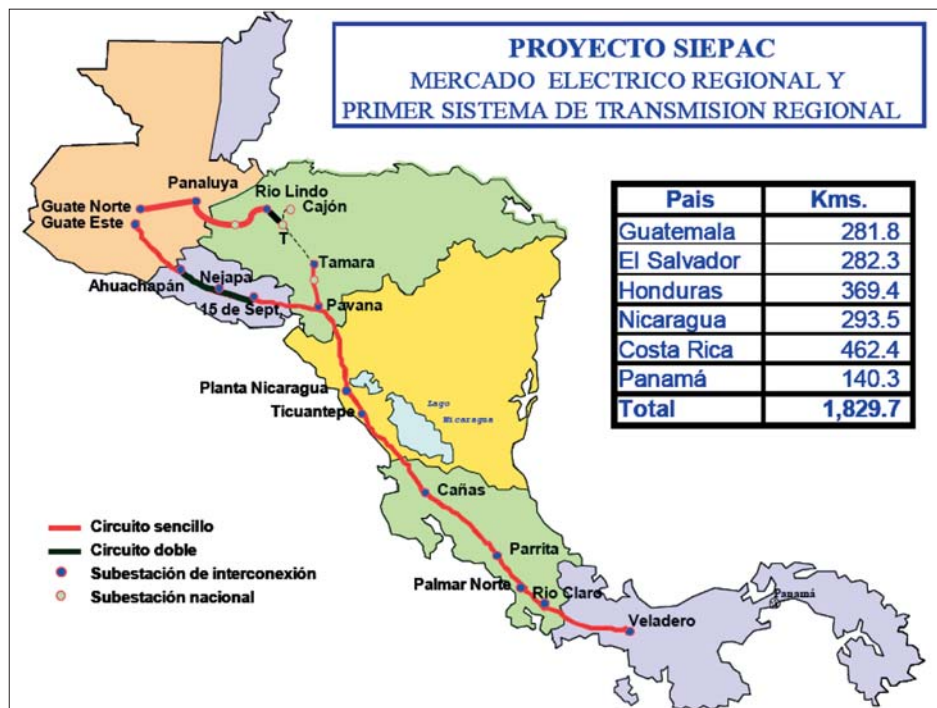 PROYECTO SIEPAC
MERCADO ELECTRICO REGIONAL Y
PRIMER SISTEMA DE TRANSMISION REGIONAL
Pais Kms.
Guatemala 281.8
El Salvador 282.3
Honduras 369.4
Nicaragua 293.5
Costa Rica 462.4
Panamá 140.3
Total 1,829.7
Panaluya
Rio Lindo
Guate Norte
Cajón
Guate Este
T
Tamara
Ahuachapán
Nejapa
15 de Sept.
Pavana
Planta Nicaragua
Ticuantepe
Lago
Nicaragua
Cañas
Parrita
Palmar Norte
Rio Claro
Panamá
Veladero
Circuito sencillo
Circuito doble
Subestación de interconexión
Subestación nacional